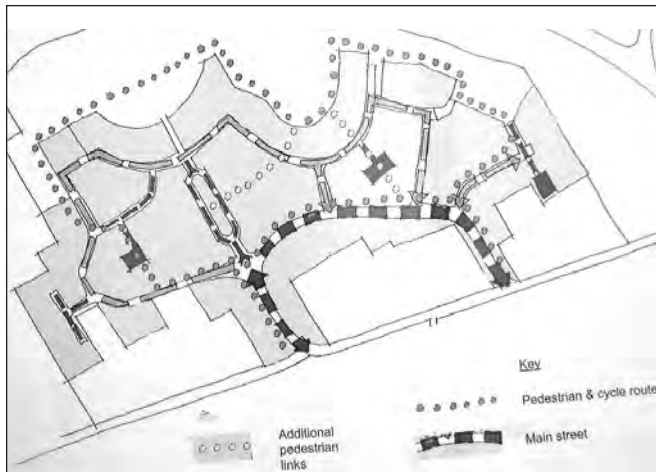 Key
Pedestrian & cycle route
Additional
pedestrian
links
Main street